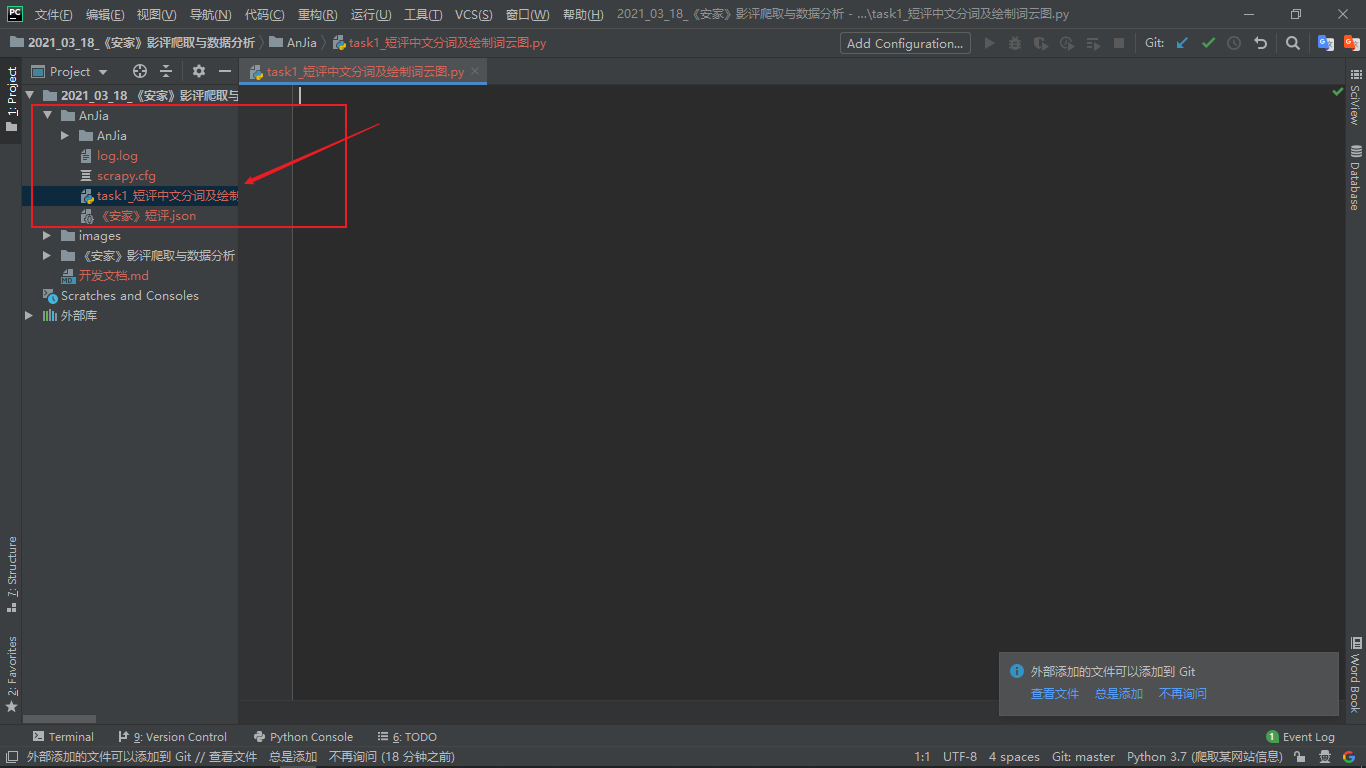 PC 文件(F) 编辑(E) 视图(V) 导航(N) 代码(C) 重构(R) 运行(U) 工具(T) VCS(S) 窗口(W) 帮助(H) 2021_03_18_《安家》影评爬取与数据分析 - ...\task1_短评中文分词及绘制词云图.py
2021_03_18_《安家》影评爬取与数据分析 AnJia task1_短评中文分词及绘制词云图.py Add Configuration... Git:
1: Project
Project
task1_短评中文分词及绘制词云图.py
2021_03_18_《安家》影评爬取与
AnJia
AnJia
log.log
scrapy.cfg
task1_短评中文分词及绘制
《安家》短评.json
images
《安家》影评爬取与数据分析
MD 开发文档.md
Scratches and Consoles
外部库
SciView
Database
Word Book
7: Structure
2: Favorites
外部添加的文件可以添加到 Git
查看文件 总是添加 不再询问
Terminal 9: Version Control Python Console 6: TODO 1 Event Log
外部添加的文件可以添加到 Git // 查看文件 总是添加 不再询问 (18 分钟之前) 1:1 UTF-8 4 spaces Git: master Python 3.7 (爬取某网站信息)